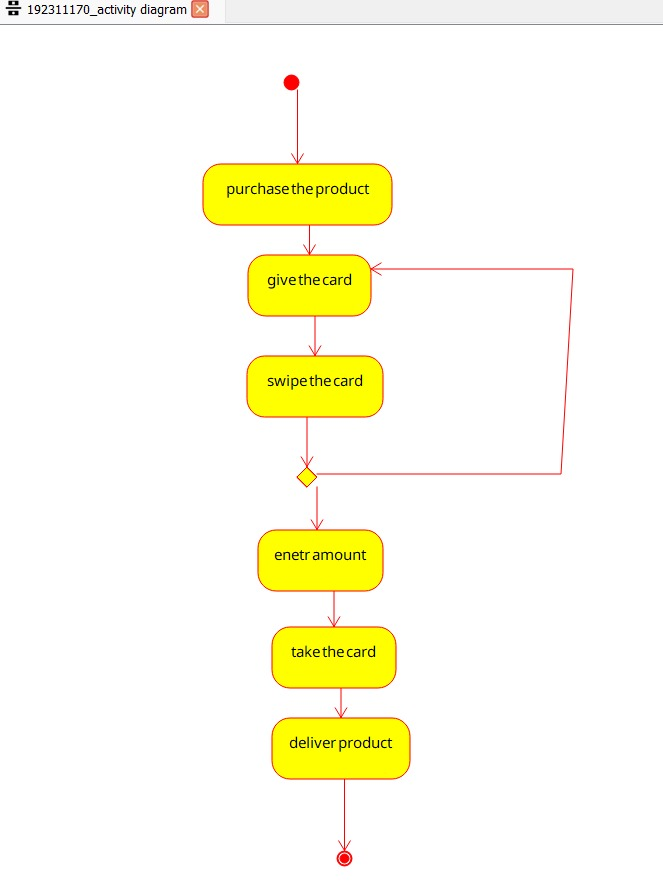 192311170_activity diagram
purchase the product
give the card
swipe the card
enetr amount
take the card
deliver product